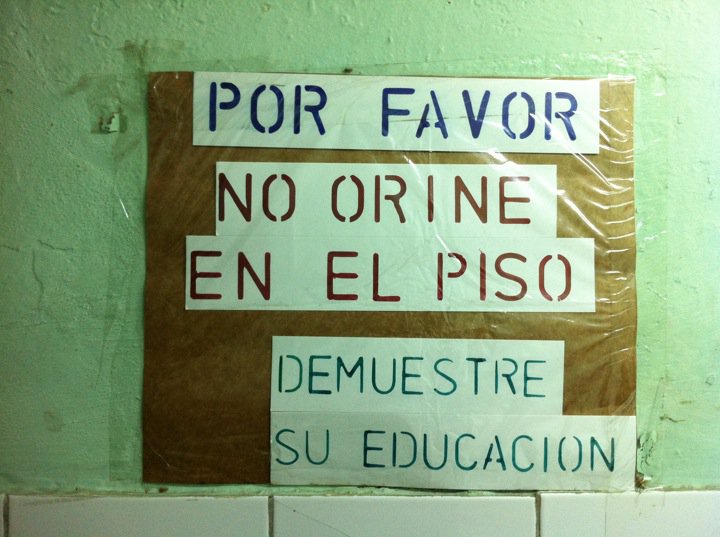 POR FAVOR
NO ORINE
EN EL PISO
DEMUESTRE
SU EDUCACION